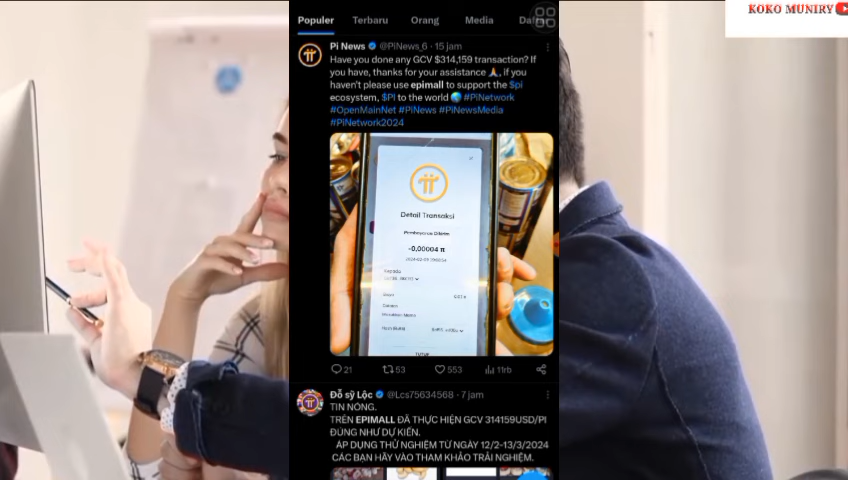 KOKO MUNIRY
Populer Terbaru Orang Media
Pi News @PiNews_6 · 15 jam
Have you done any GCV $314,159 transaction? If
you have, thanks for your assistance 🙏, if you
haven't please use epimall to support the $pi
ecosystem, $PI to the world 🌏 #PiNetwork
#OpenMainNet #PiNews #PiNewsMedia
#PiNetwork2024
Detail Transaksi
-0,00004 π
21 53 553 11rb
Đỗ sỹ Lộc @Lcs75634568 · 7 jam
TIN NÓNG.
TRÊN EPIMALL ĐÃ THỰC HIỆN GCV 314159USD/PI
ĐÚNG NHƯ DỰ KIẾN.
ÁP DỤNG THỬ NGHIỆM TỪ NGÀY 12/2-13/3/2024
CÁC BẠN HÃY VÀO THAM KHẢO TRẢI NGHIỆM.